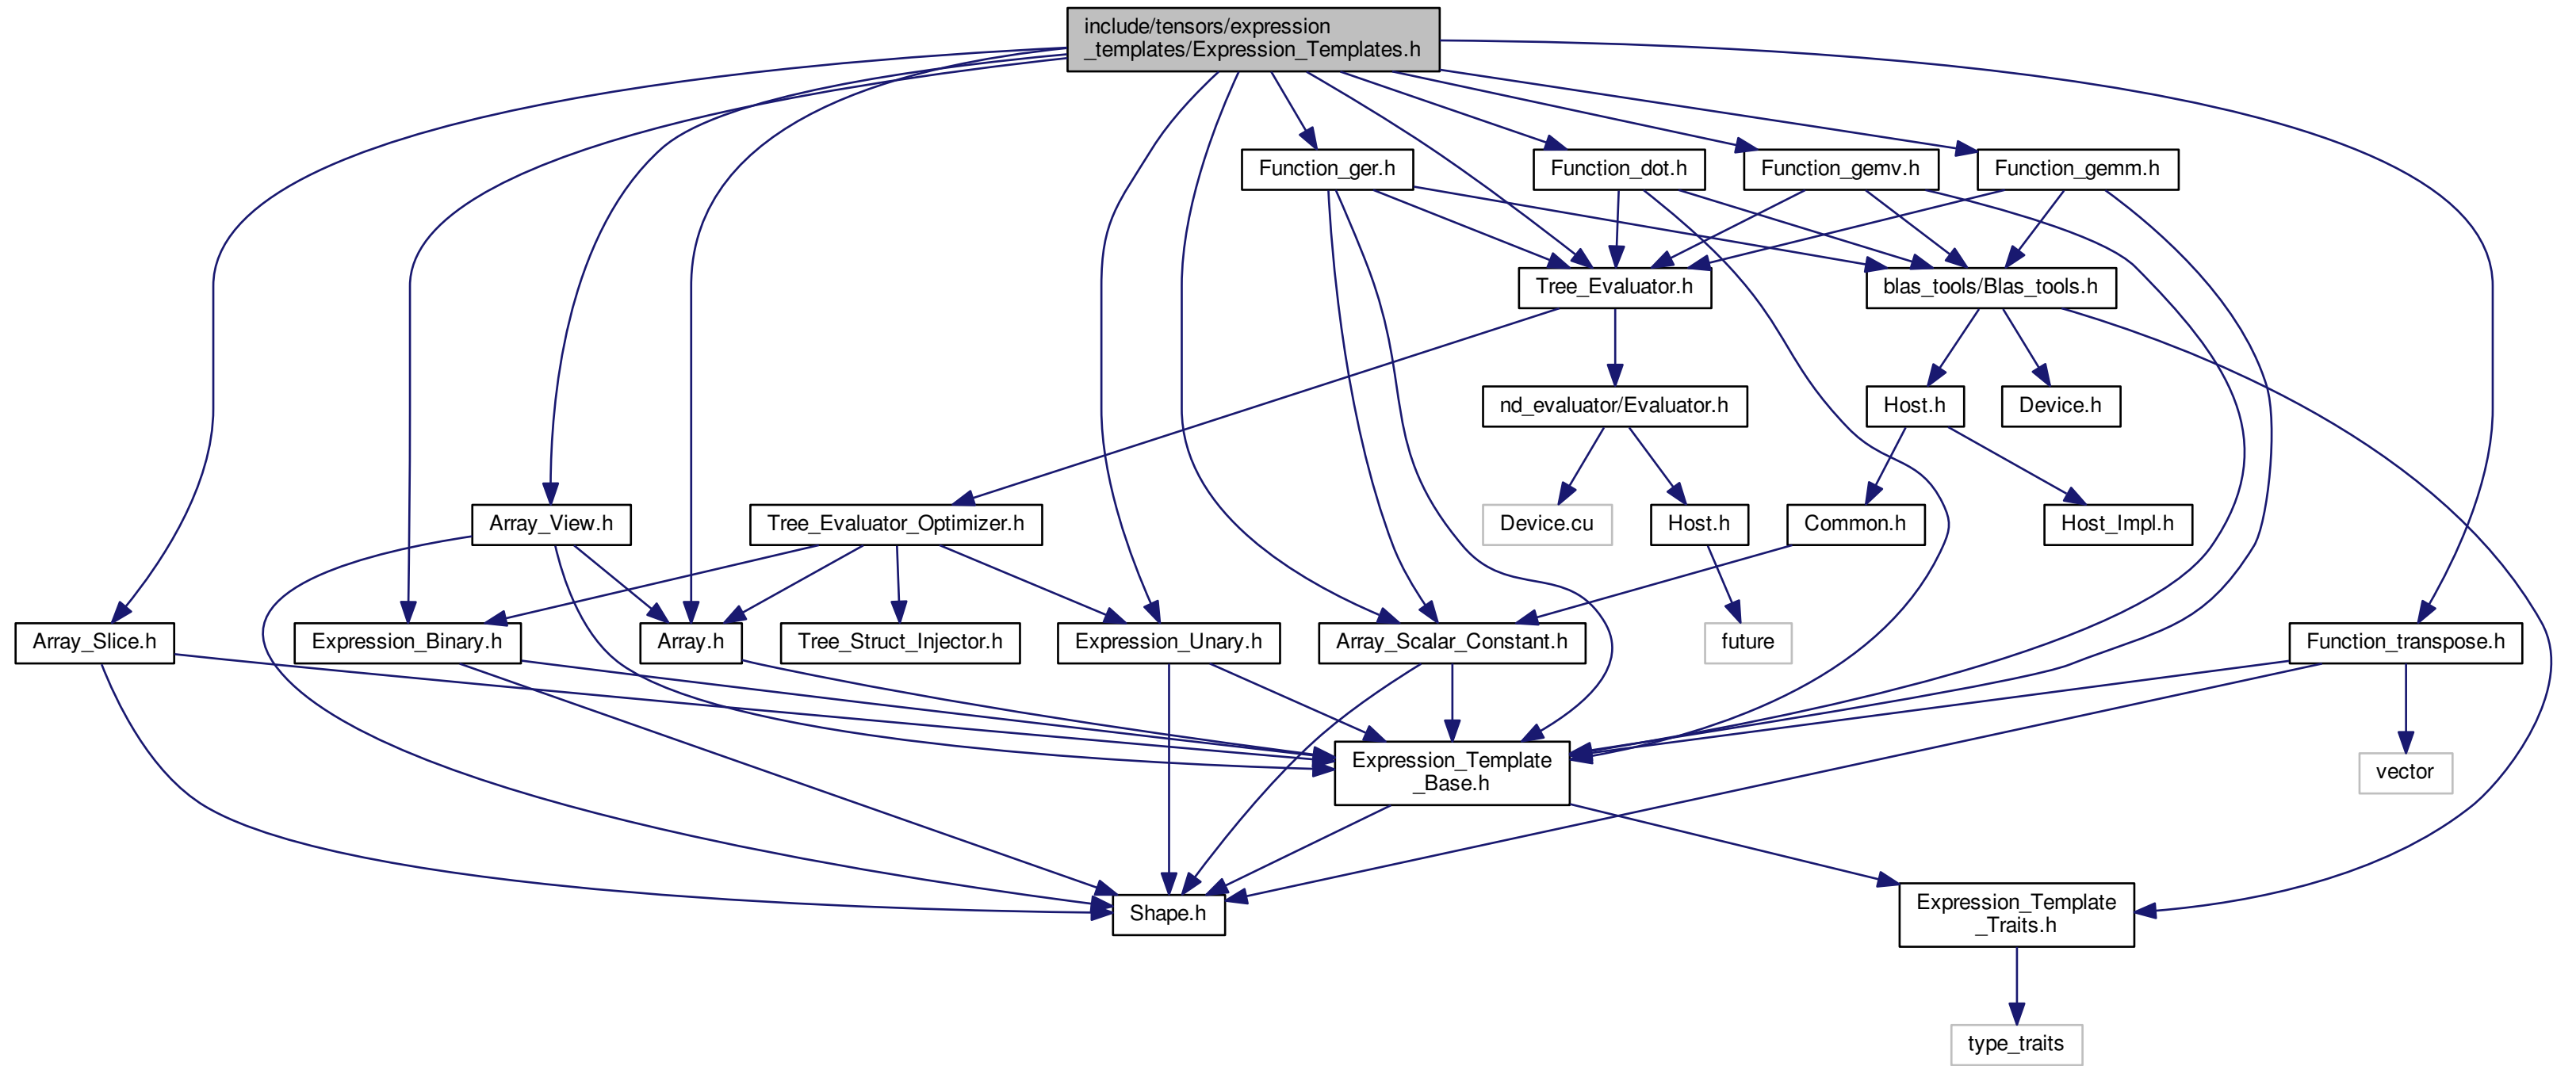 include/tensors/expression
_templates/Expression_Templates.h
Function_ger.h
Function_dot.h
Function_gemv.h
Function_gemm.h
Tree_Evaluator.h
blas_tools/Blas_tools.h
nd_evaluator/Evaluator.h
Host.h
Device.h
Array_View.h
Tree_Evaluator_Optimizer.h
Device.cu
Host.h
Common.h
Host_Impl.h
Array_Slice.h
Expression_Binary.h
Array.h
Tree_Struct_Injector.h
Expression_Unary.h
Array_Scalar_Constant.h
future
Function_transpose.h
Expression_Template
_Base.h
vector
Shape.h
Expression_Template
_Traits.h
type_traits